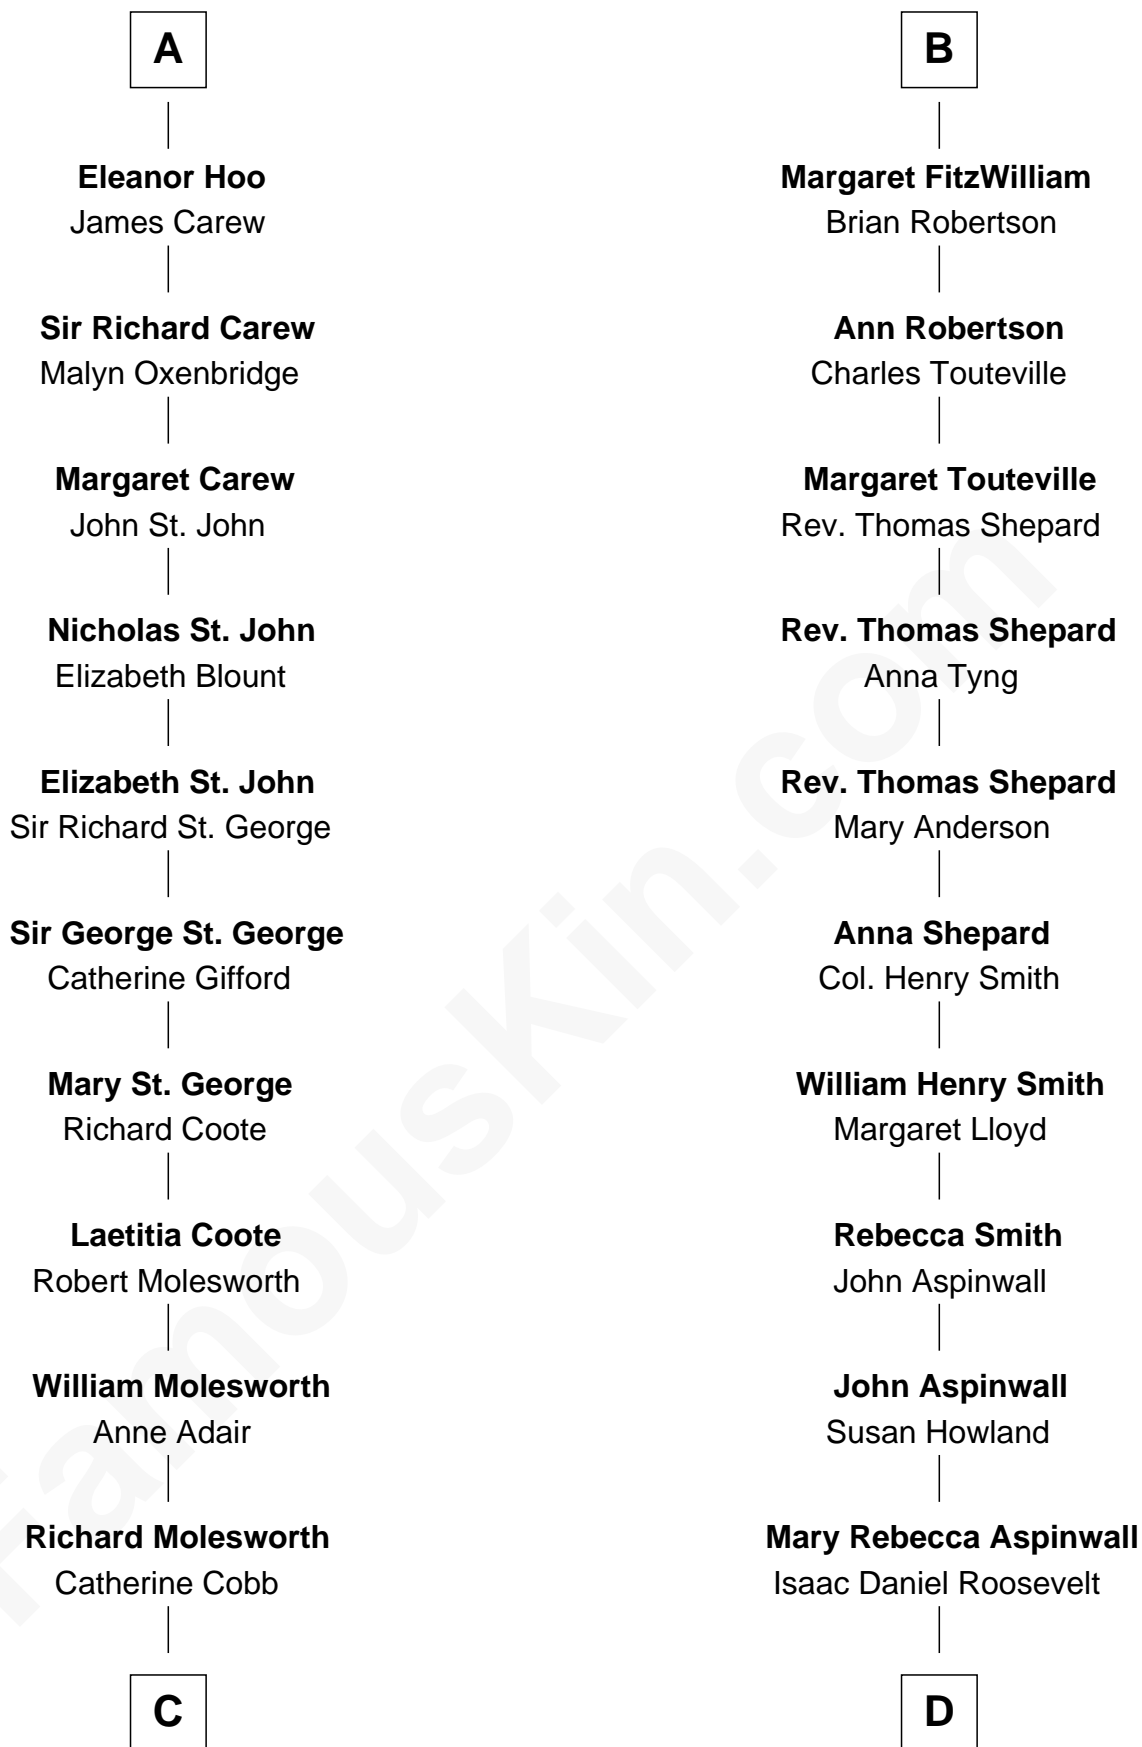 A
Eleanor Hoo
James Carew
Sir Richard Carew
Malyn Oxenbridge
Margaret Carew
John St. John
Nicholas St. John
Elizabeth Blount
Elizabeth St. John
Sir Richard St. George
Sir George St. George
Catherine Gifford
Mary St. George
Richard Coote
Laetitia Coote
Robert Molesworth
William Molesworth
Anne Adair
Richard Molesworth
Catherine Cobb
C
B
Margaret FitzWilliam
Brian Robertson
Ann Robertson
Charles Touteville
Margaret Touteville
Rev. Thomas Shepard
Rev. Thomas Shepard
Anna Tyng
Rev. Thomas Shepard
Mary Anderson
Anna Shepard
Col. Henry Smith
William Henry Smith
Margaret Lloyd
Rebecca Smith
John Aspinwall
John Aspinwall
Susan Howland
Mary Rebecca Aspinwall
Isaac Daniel Roosevelt
D
FamousKin.com